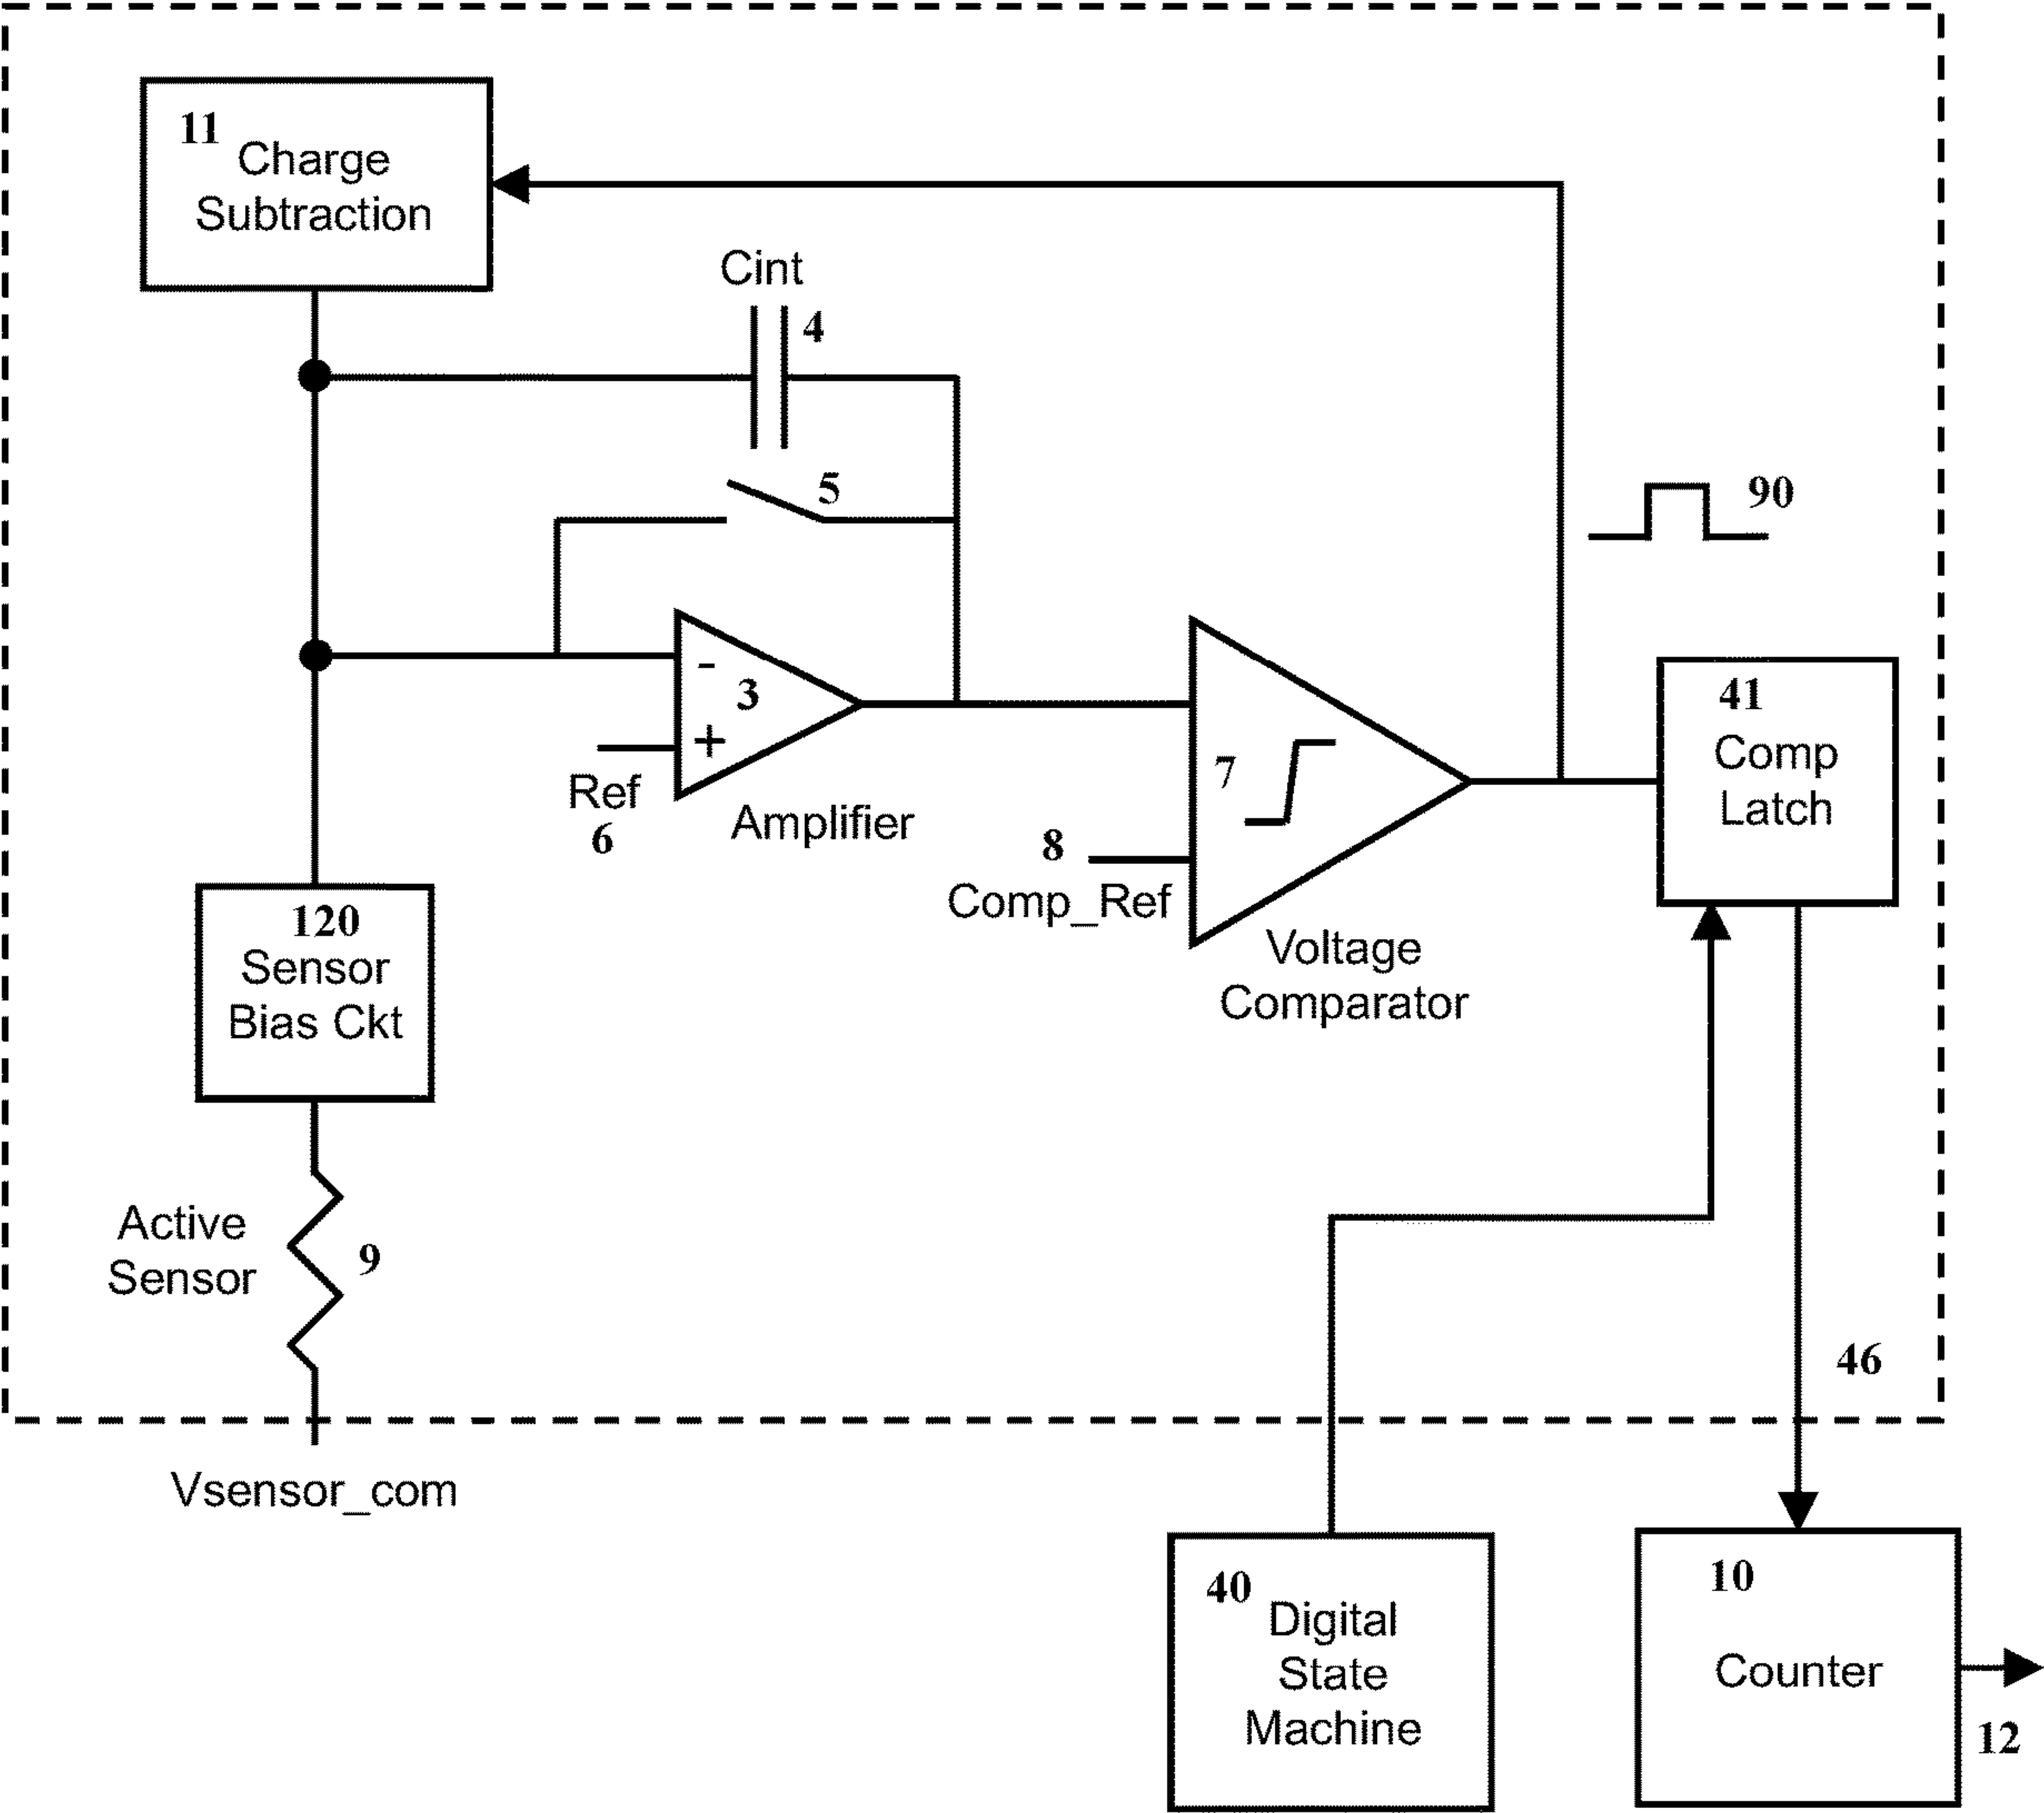 11
Charge
Subtraction
Cint
4
5
90
-
3
+
Ref
6
Amplifier
7
8
Comp_Ref
Voltage
Comparator
41
Comp
Latch
120
Sensor
Bias Ckt
Active
Sensor
9
46
Vsensor_com
40
Digital
State
Machine
10
Counter
12